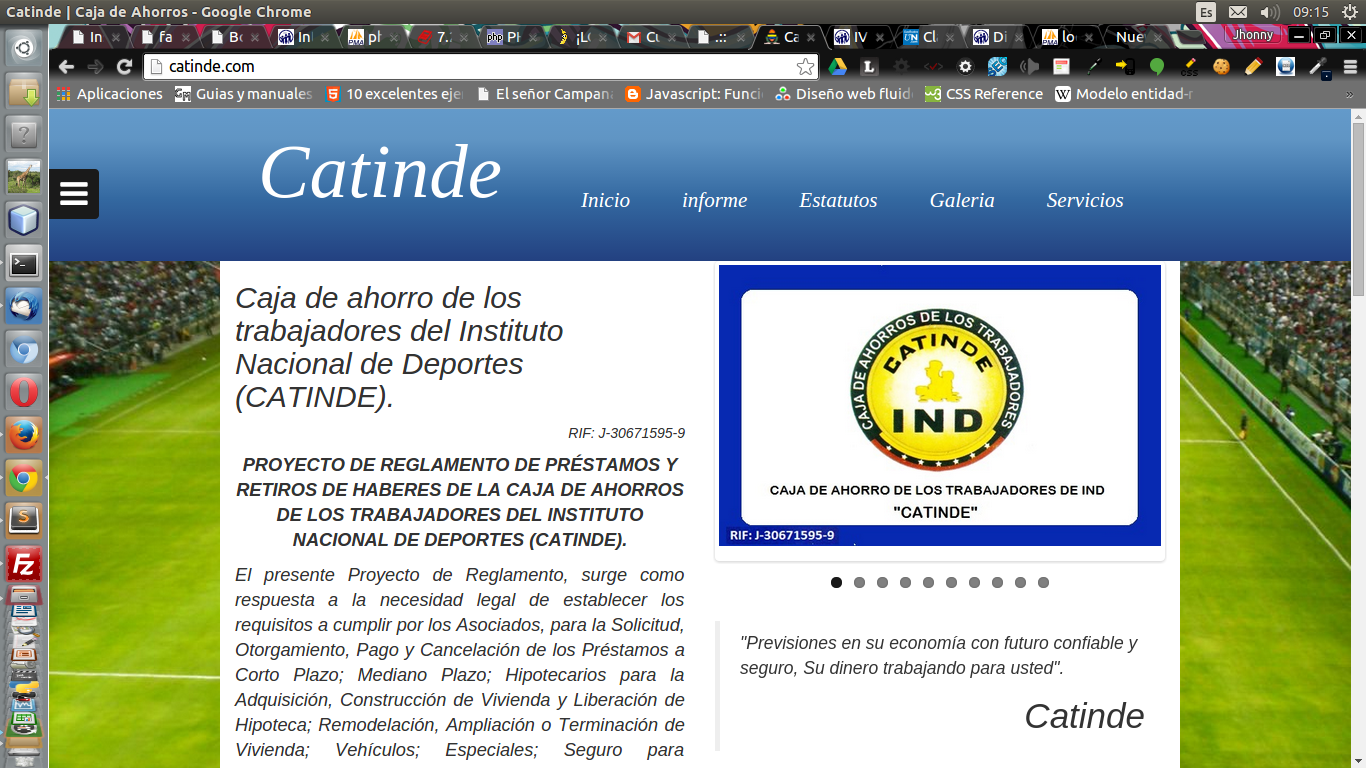 Catinde | Caja de Ahorros - Google Chrome
Es
09:15
In
fa
Bo
Ini
ph
7.
php PH
¡LO
Cu
.::
Ca
IV
Cl
Di
lo
Nue
Jhonny
catinde.com
Aplicaciones
Guias y manuales
10 excelentes eje
El señor Campan
Javascript: Funci
Diseño web fluid
CSS Reference
Modelo entidad-r
»
Catinde
Inicio
informe
Estatutos
Galeria
Servicios
Caja de ahorro de los
trabajadores del Instituto
Nacional de Deportes
(CATINDE).
RIF: J-30671595-9
PROYECTO DE REGLAMENTO DE PRÉSTAMOS Y
RETIROS DE HABERES DE LA CAJA DE AHORROS
DE LOS TRABAJADORES DEL INSTITUTO
NACIONAL DE DEPORTES (CATINDE).
El presente Proyecto de Reglamento, surge como
respuesta a la necesidad legal de establecer los
requisitos a cumplir por los Asociados, para la Solicitud,
Otorgamiento, Pago y Cancelación de los Préstamos a
Corto Plazo; Mediano Plazo; Hipotecarios para la
Adquisición, Construcción de Vivienda y Liberación de
Hipoteca; Remodelación, Ampliación o Terminación de
Vivienda; Vehículos; Especiales; Seguro para
CAJA DE AHORROS DE LOS TRABAJADORES
CATINDE
IND
CAJA DE AHORRO DE LOS TRABAJADORES DE IND
"CATINDE"
RIF: J-30671595-9
"Previsiones en su economía con futuro confiable y
seguro, Su dinero trabajando para usted".
Catinde